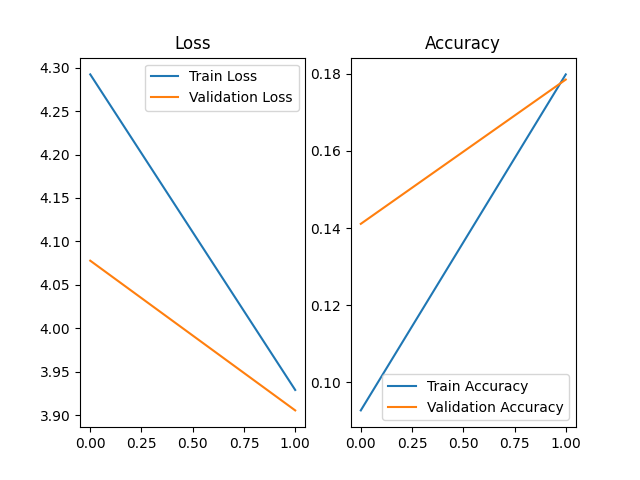 Loss
4.30
4.25
4.20
4.15
4.10
4.05
4.00
3.95
3.90
Train Loss
Validation Loss
0.00 0.25 0.50 0.75 1.00
Accuracy
0.18
0.16
0.14
0.12
0.10
Train Accuracy
Validation Accuracy
0.00 0.25 0.50 0.75 1.00